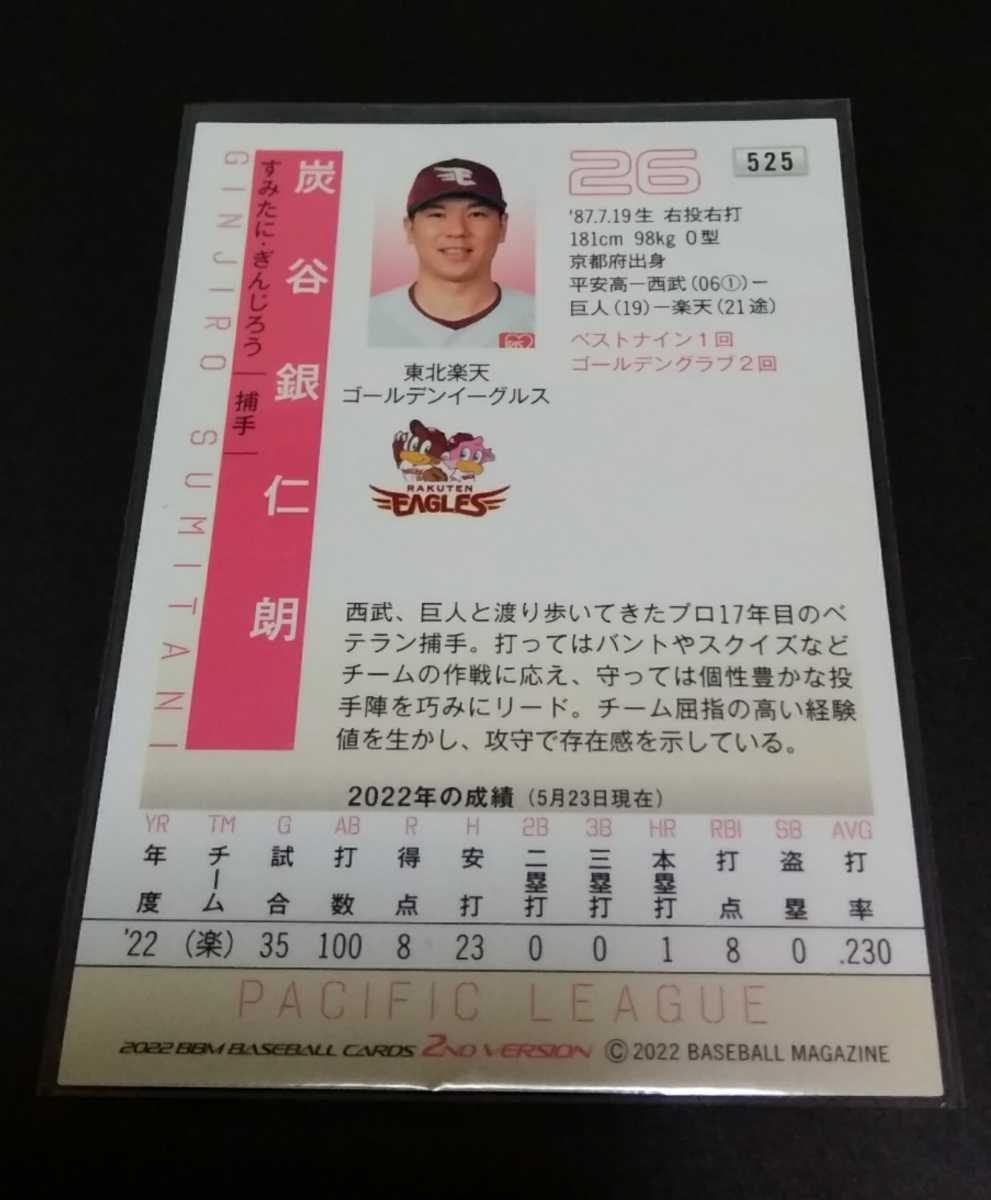 炭谷銀仁朗
すみたに・ぎんじろう
捕手
GINJIRO SUMITANI
26
525
'87.7.19生 右投右打
181cm 98kg O型
京都府出身
平安高－西武(06①)－
巨人(19)－楽天(21途)
ベストナイン1回
ゴールデングラブ2回
東北楽天
ゴールデンイーグルス
RAKUTEN
EAGLES
西武、巨人と渡り歩いてきたプロ17年目のベ
テラン捕手。打ってはバントやスクイズなど
チームの作戦に応え、守っては個性豊かな投
手陣を巧みにリード。チーム屈指の高い経験
値を生かし、攻守で存在感を示している。
2022年の成績 (5月23日現在)
YR TM G AB R H 2B 3B HR RBI SB AVG
年度 チーム 試合 打数 得点 安打 二塁打 三塁打 本塁打 打点 盗塁 打率
'22 (楽) 35 100 8 23 0 0 1 8 0 .230
PACIFIC LEAGUE
2022 BBM BASEBALL CARDS 2ND VERSION © 2022 BASEBALL MAGAZINE